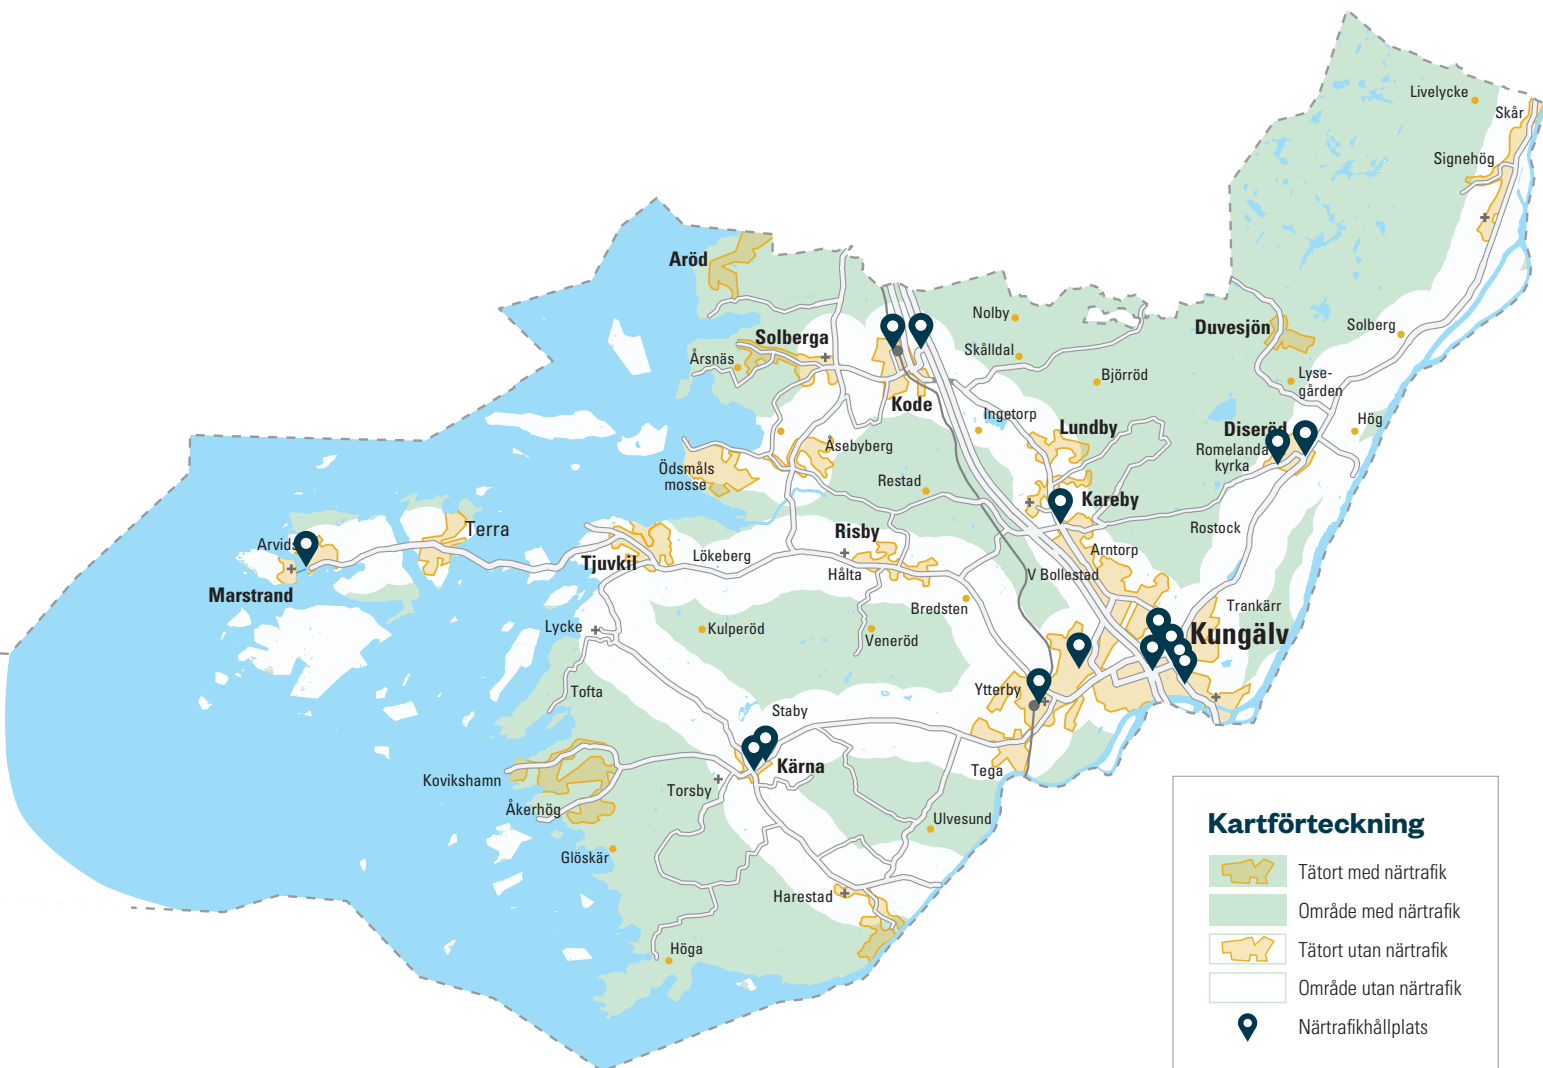 Livelycke
Skår
Signehög
Aröd
Nolby
Duvesjön
Solberg
Solberga
Skålldal
Årsnäs
Björröd
Lyse-
gården
Kode
Ingetorp
Lundby
Hög
Diseröd
Åsebyberg
Romelanda
kyrka
Ödsmåls
mosse
Restad
Kareby
Terra
Risby
Rostock
Arvids
Lökeberg
Arntorp
Tjuvkil
Hålta
V Bollestad
Marstrand
Bredsten
Trankärr
Lycke
Kulperöd
Veneröd
Kungälv
Tofta
Ytterby
Staby
Kärna
Tega
Kovikshamn
Torsby
Åkerhög
Ulvesund
Glöskär
Harestad
Höga
Kartförteckning
Tätort med närtrafik
Område med närtrafik
Tätort utan närtrafik
Område utan närtrafik
Närtrafikhållplats